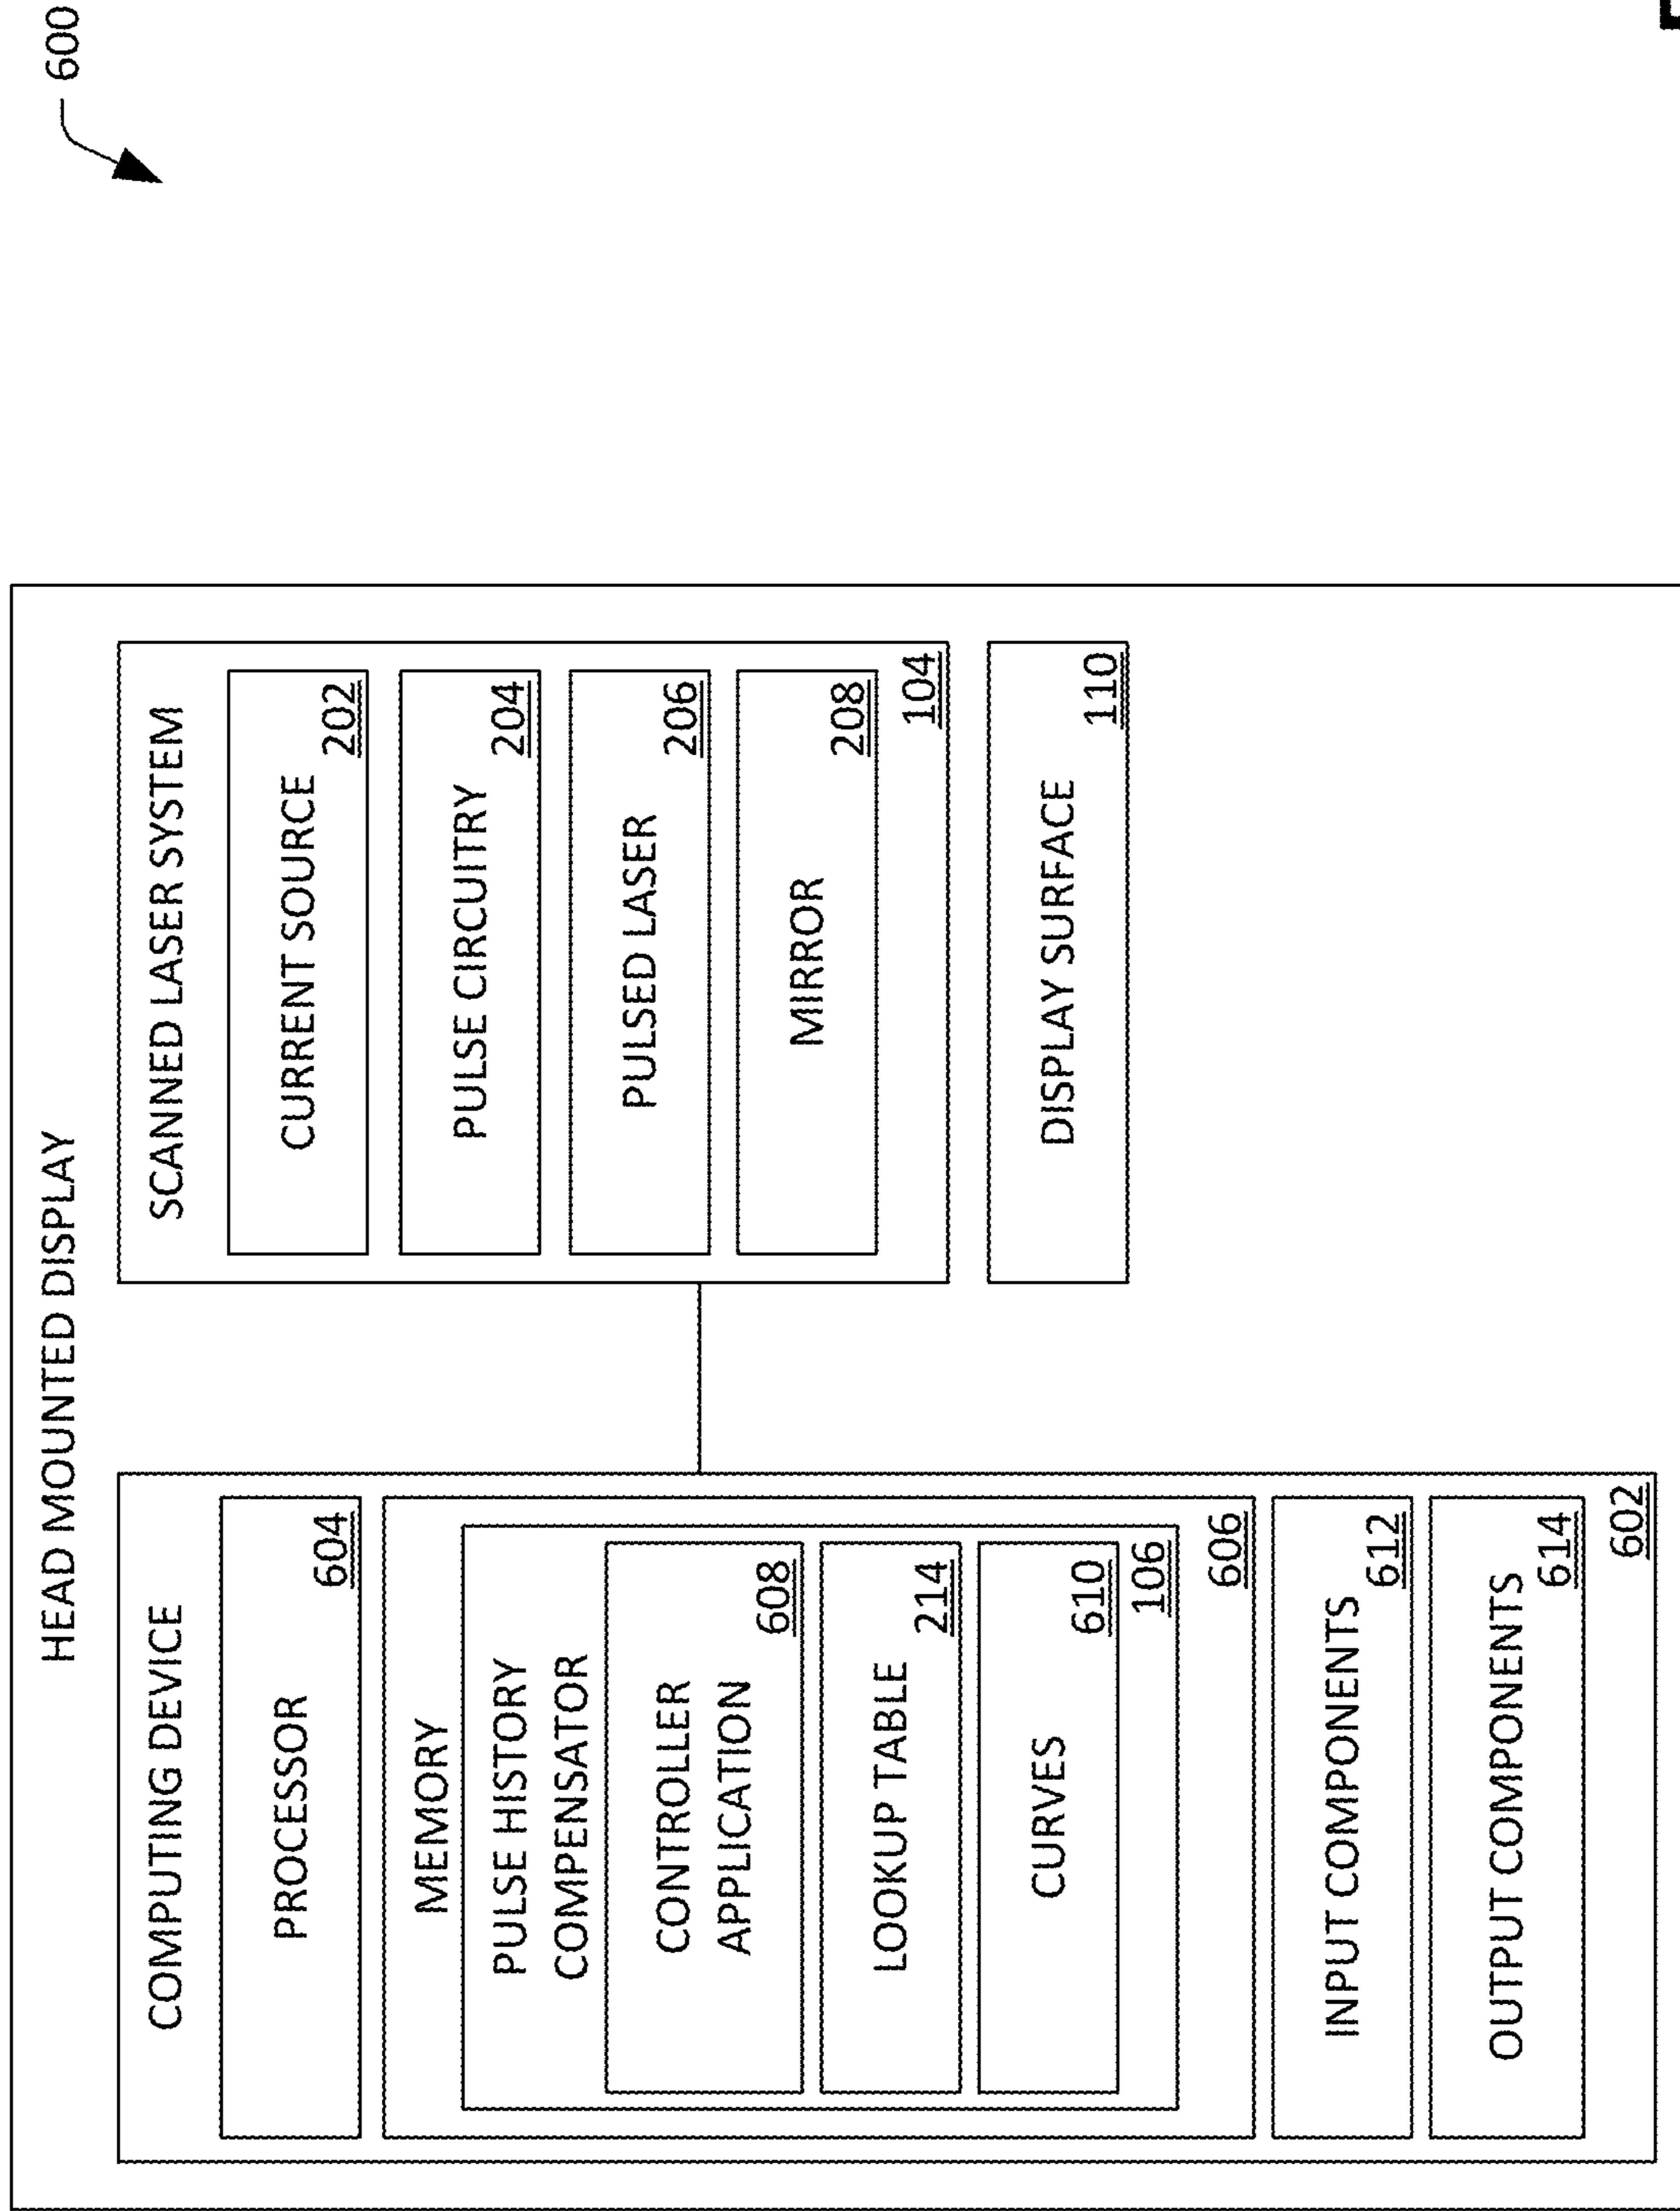 600
HEAD MOUNTED DISPLAY
COMPUTING DEVICE
PROCESSOR
604
MEMORY
PULSE HISTORY
COMPENSATOR
CONTROLLER
APPLICATION
608
LOOKUP TABLE
214
CURVES
610
106
606
INPUT COMPONENTS
612
OUTPUT COMPONENTS
614
602
SCANNED LASER SYSTEM
CURRENT SOURCE
202
PULSE CIRCUITRY
204
PULSED LASER
206
MIRROR
208
104
DISPLAY SURFACE
110